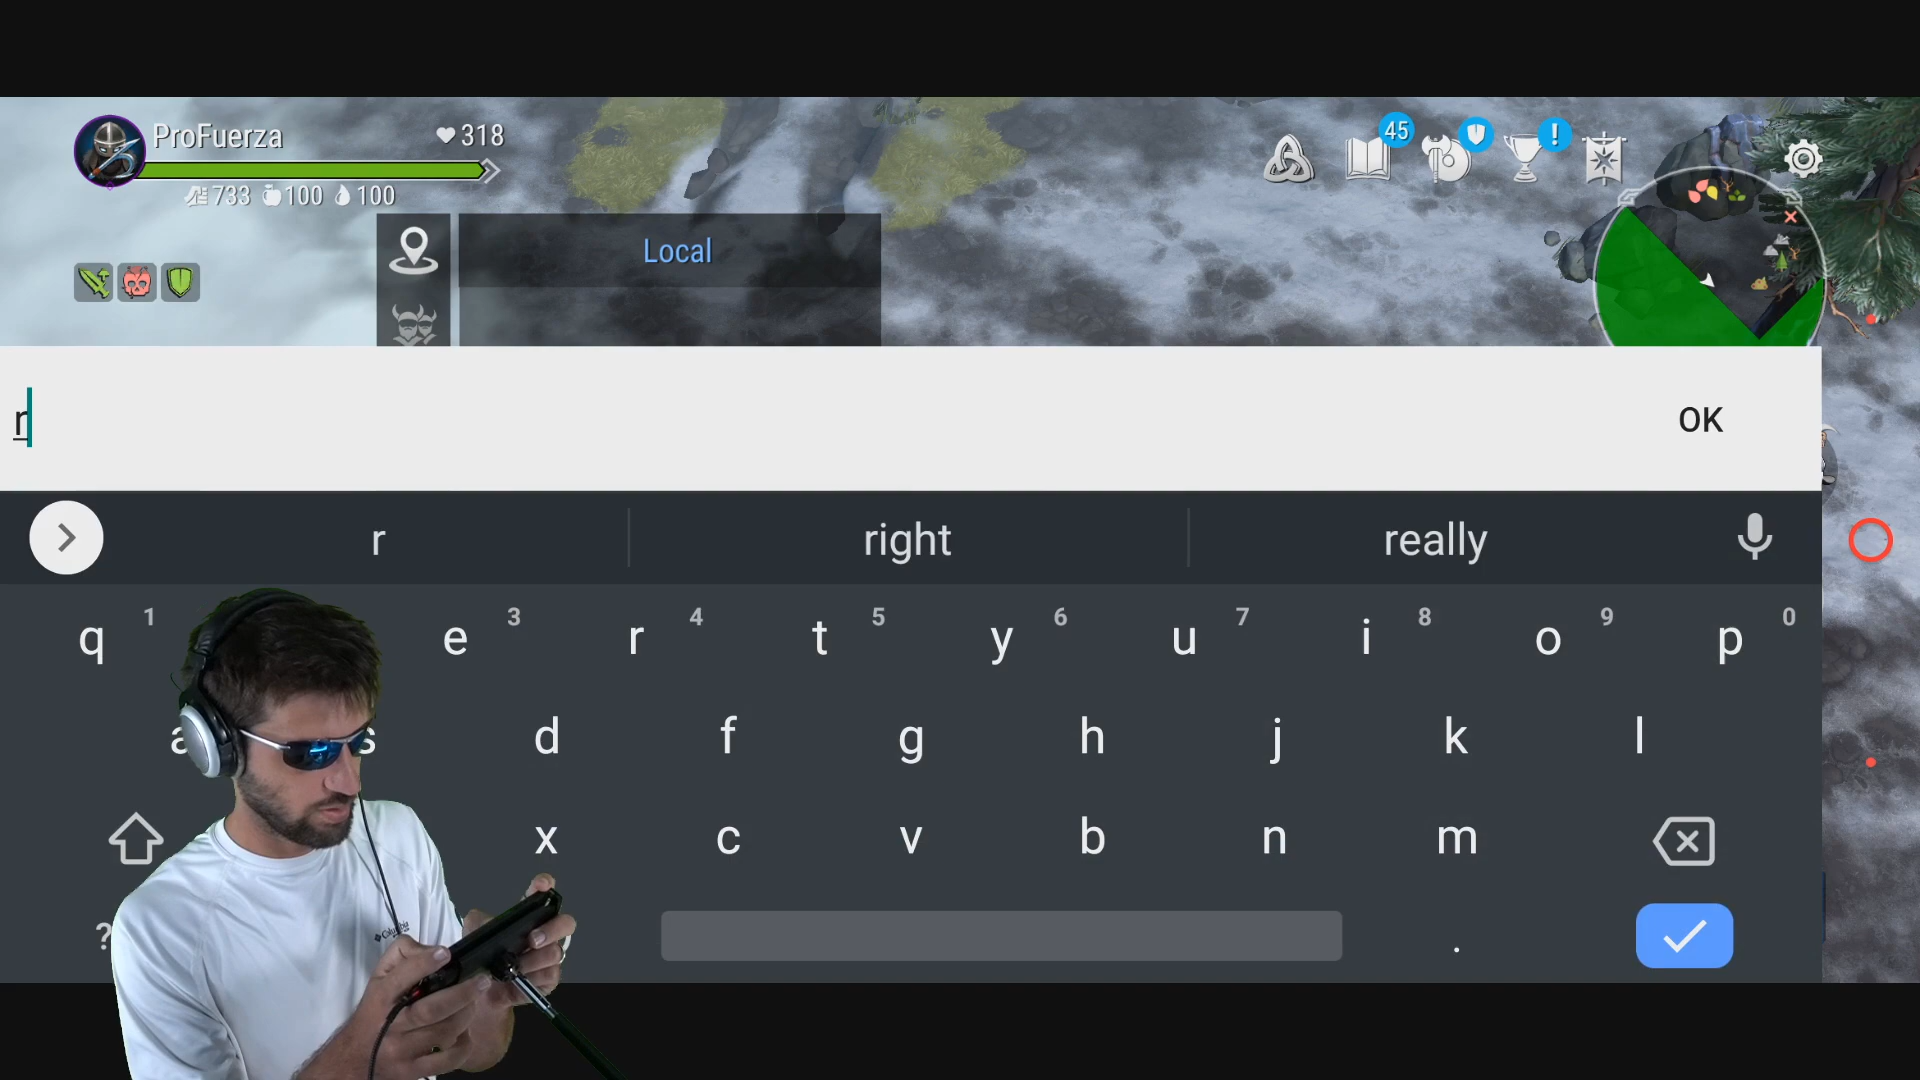 ProFuerza
318
733 100 100
45
!
Local
r
OK
r right really
1 3 4 5 6 7 8 9 0
q e r t y u i o p
a s d f g h j k l
x c v b n m
? .
Columbia